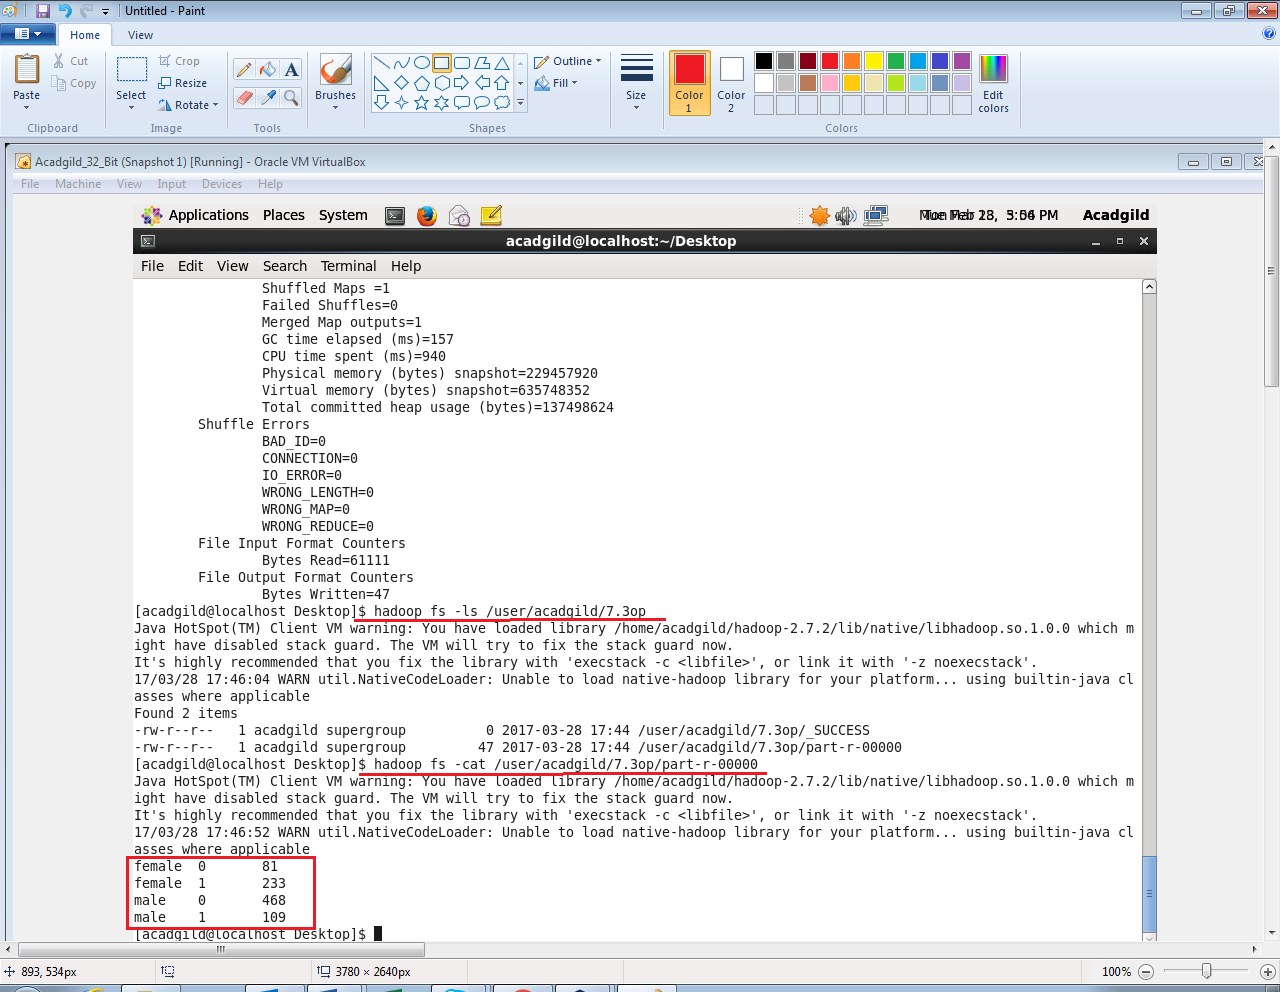 Untitled - Paint
Home View
Paste
Cut
Copy
Clipboard
Select
Crop
Resize
Rotate
Image
Tools
Brushes
Outline
Fill
Shapes
Size
Color 1
Color 2
Edit colors
Colors
Acadgild_32_Bit (Snapshot 1) [Running] - Oracle VM VirtualBox
File Machine View Input Devices Help
Applications Places System PM Acadgild
acadgild@localhost:~/Desktop
File Edit View Search Terminal Help
Shuffled Maps =1
Failed Shuffles=0
Merged Map outputs=1
GC time elapsed (ms)=157
CPU time spent (ms)=940
Physical memory (bytes) snapshot=229457920
Virtual memory (bytes) snapshot=635748352
Total committed heap usage (bytes)=137498624
Shuffle Errors
BAD_ID=0
CONNECTION=0
IO_ERROR=0
WRONG_LENGTH=0
WRONG_MAP=0
WRONG_REDUCE=0
File Input Format Counters
Bytes Read=61111
File Output Format Counters
Bytes Written=47
[acadgild@localhost Desktop]$ hadoop fs -ls /user/acadgild/7.3op
Java HotSpot(TM) Client VM warning: You have loaded library /home/acadgild/hadoop-2.7.2/lib/native/libhadoop.so.1.0.0 which m
ight have disabled stack guard. The VM will try to fix the stack guard now.
It's highly recommended that you fix the library with 'execstack -c <libfile>', or link it with '-z noexecstack'.
17/03/28 17:46:04 WARN util.NativeCodeLoader: Unable to load native-hadoop library for your platform... using builtin-java cl
asses where applicable
Found 2 items
-rw-r--r-- 1 acadgild supergroup 0 2017-03-28 17:44 /user/acadgild/7.3op/_SUCCESS
-rw-r--r-- 1 acadgild supergroup 47 2017-03-28 17:44 /user/acadgild/7.3op/part-r-00000
[acadgild@localhost Desktop]$ hadoop fs -cat /user/acadgild/7.3op/part-r-00000
Java HotSpot(TM) Client VM warning: You have loaded library /home/acadgild/hadoop-2.7.2/lib/native/libhadoop.so.1.0.0 which m
ight have disabled stack guard. The VM will try to fix the stack guard now.
It's highly recommended that you fix the library with 'execstack -c <libfile>', or link it with '-z noexecstack'.
17/03/28 17:46:52 WARN util.NativeCodeLoader: Unable to load native-hadoop library for your platform... using builtin-java cl
asses where applicable
female 0 81
female 1 233
male 0 468
male 1 109
[acadgild@localhost Desktop]$
893, 534px 3780 × 2640px 100%